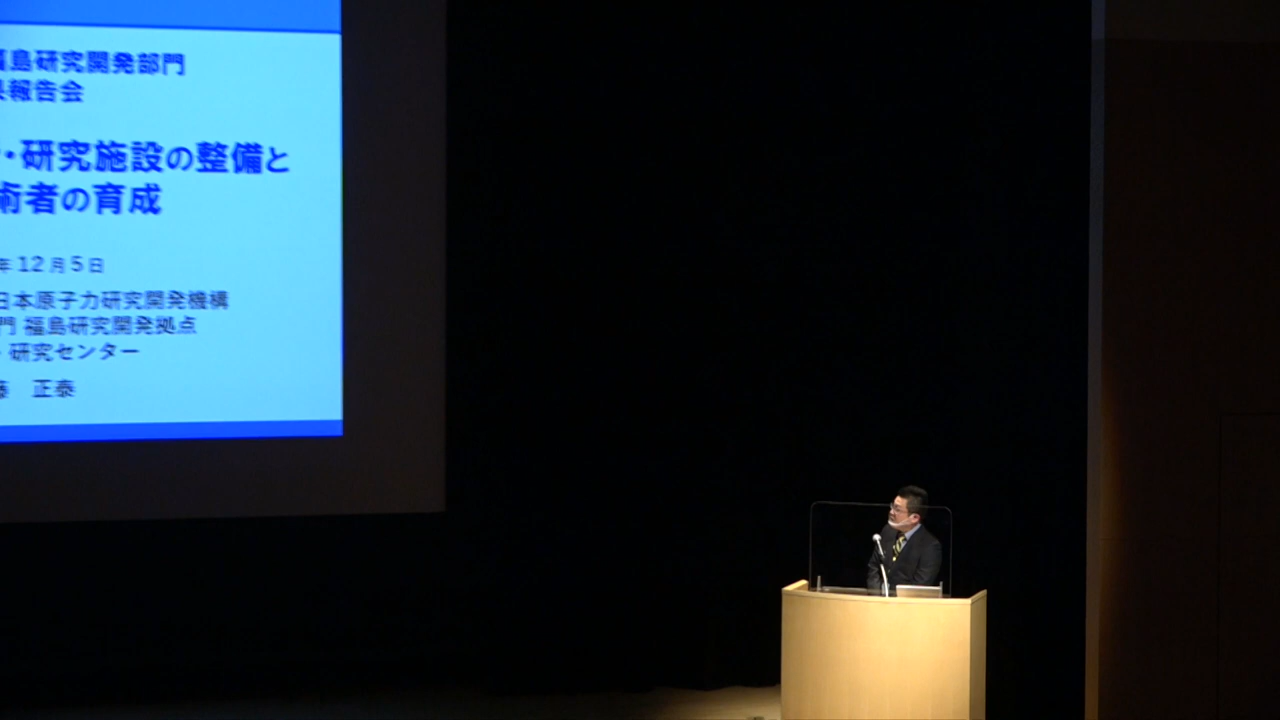 島研究開発部門
報告会
・研究施設の整備と
術者の育成
年12月5日
日本原子力研究開発機構
門 福島研究開発拠点
研究センター
正泰